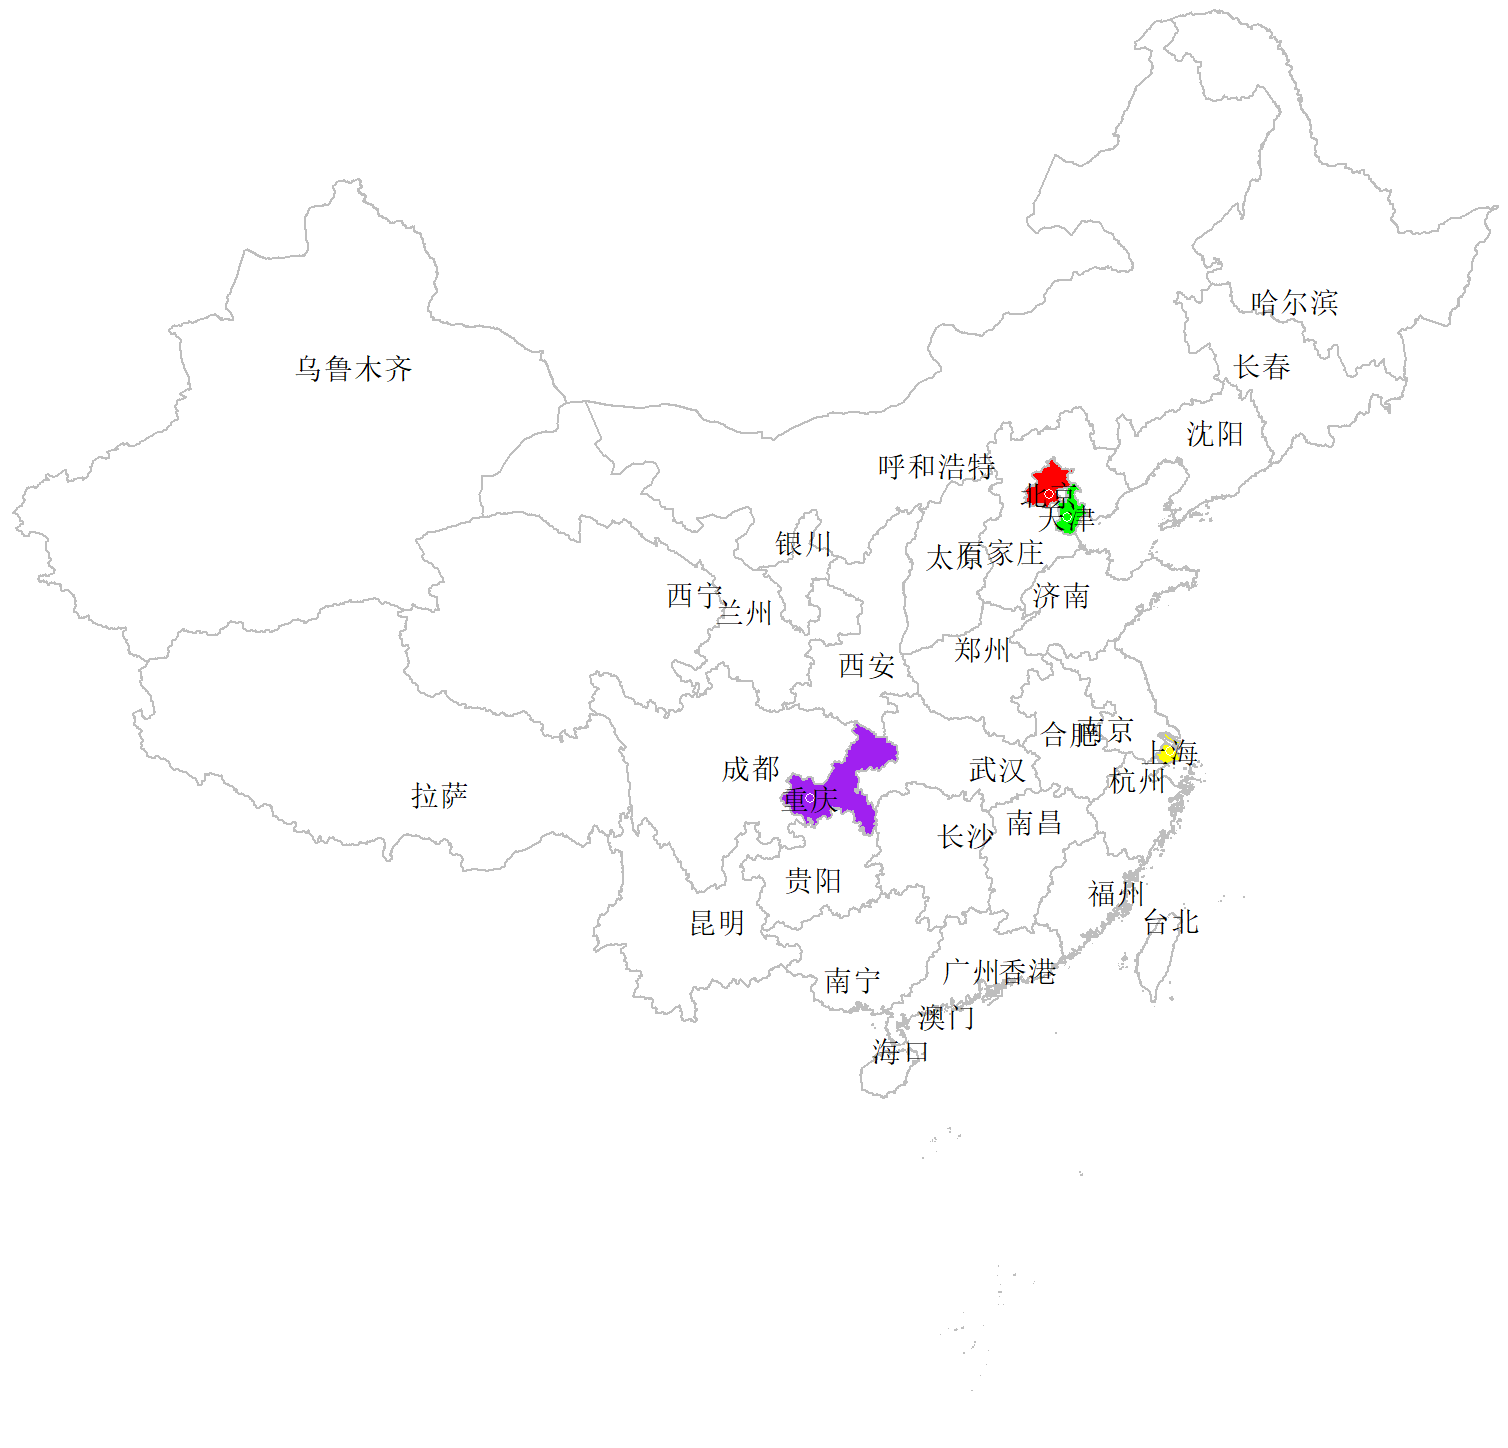 哈尔滨
乌鲁木齐
长春
沈阳
呼和浩特
北京
天津
银川
太原
石家庄
西宁
兰州
济南
郑州
西安
合肥
南京
上海
成都
武汉
杭州
拉萨
重庆
长沙
南昌
贵阳
福州
昆明
台北
南宁
广州
香港
澳门
海口